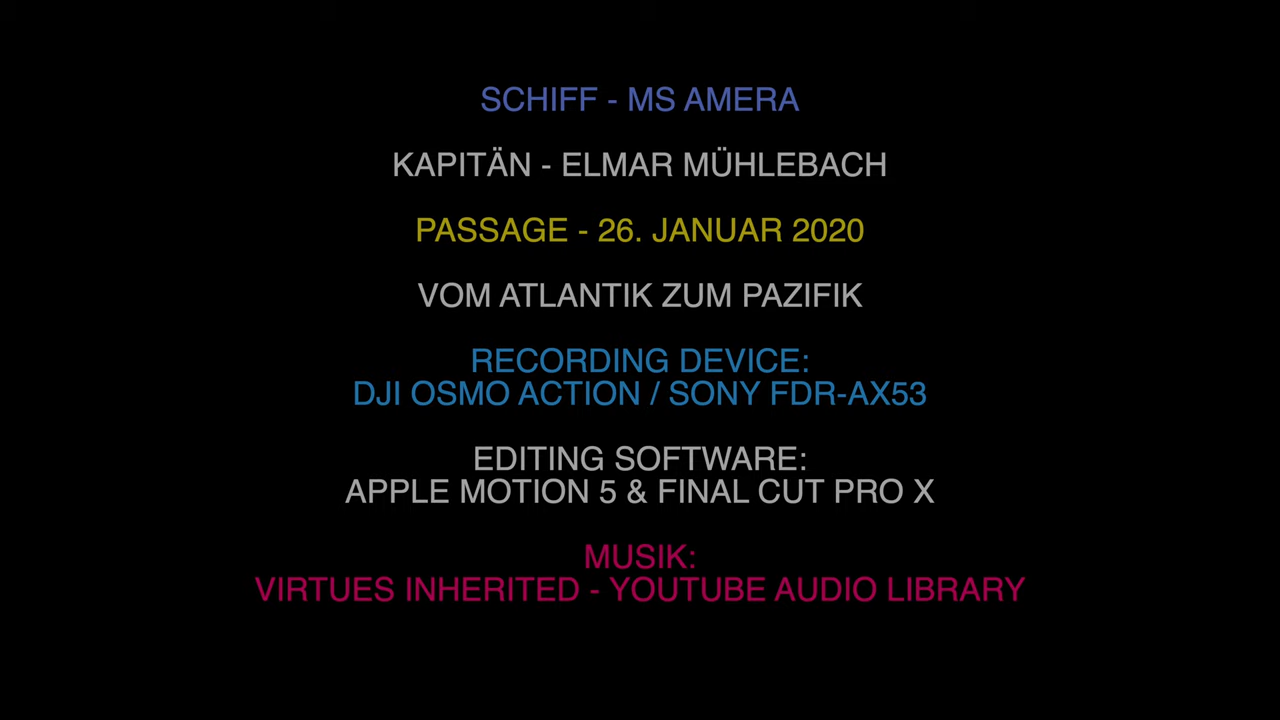 SCHIFF - MS AMERA
KAPITÄN - ELMAR MÜHLEBACH
PASSAGE - 26. JANUAR 2020
VOM ATLANTIK ZUM PAZIFIK
RECORDING DEVICE:
DJI OSMO ACTION / SONY FDR-AX53
EDITING SOFTWARE:
APPLE MOTION 5 & FINAL CUT PRO X
MUSIK:
VIRTUES INHERITED - YOUTUBE AUDIO LIBRARY